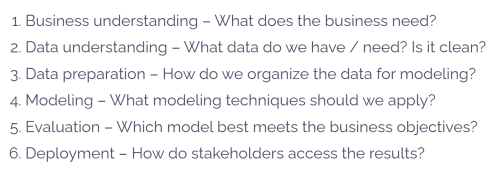 1. Business understanding – What does the business need?
2. Data understanding – What data do we have / need? Is it clean?
3. Data preparation – How do we organize the data for modeling?
4. Modeling – What modeling techniques should we apply?
5. Evaluation – Which model best meets the business objectives?
6. Deployment – How do stakeholders access the results?